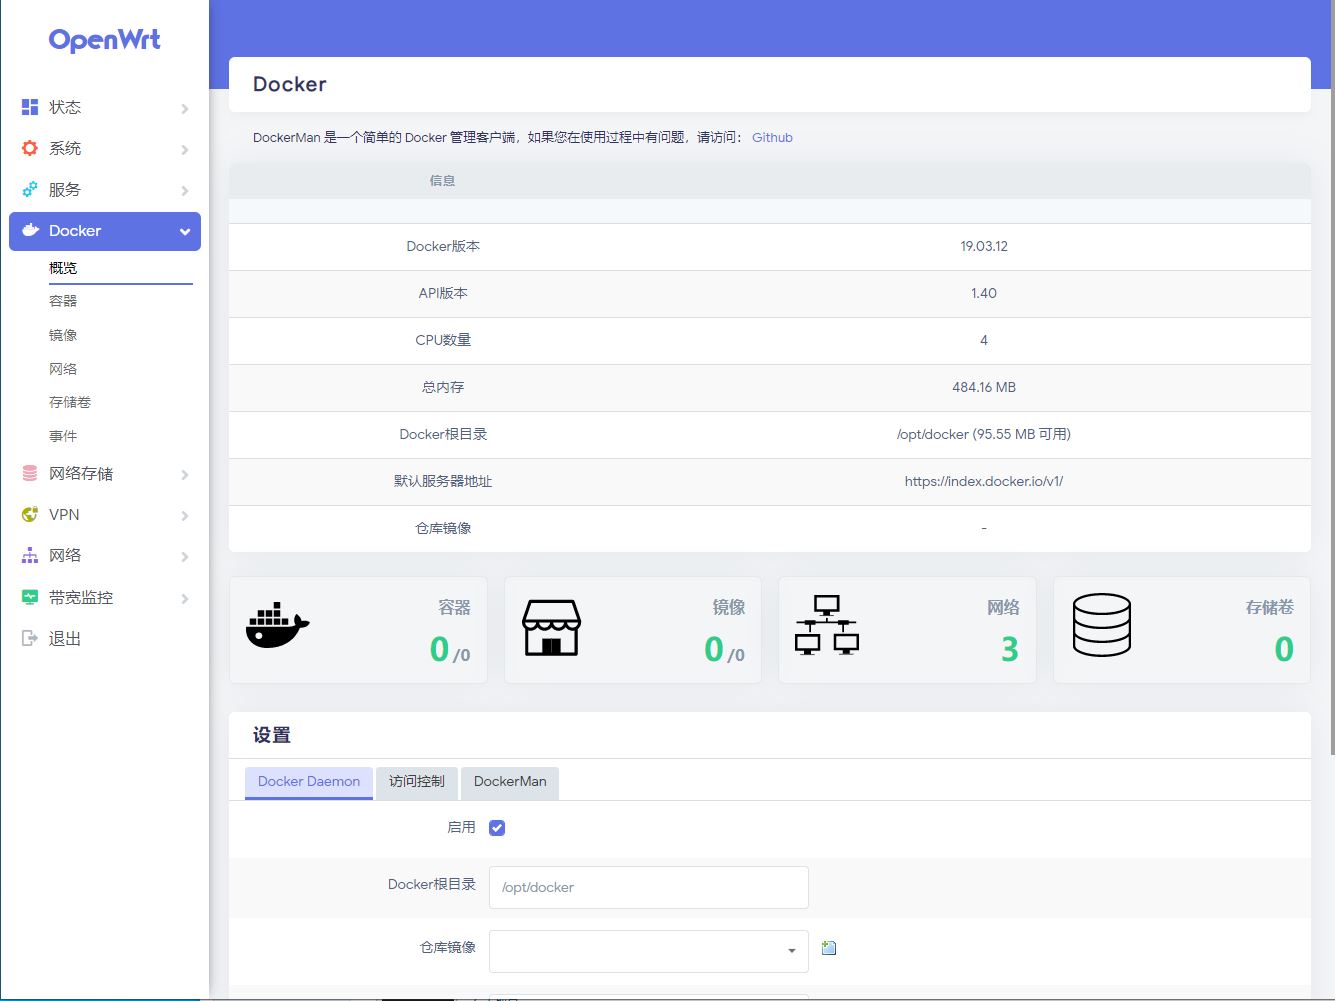 OpenWrt
状态
系统
服务
Docker
概览
容器
镜像
网络
存储卷
事件
网络存储
VPN
网络
带宽监控
退出
Docker
DockerMan 是一个简单的 Docker 管理客户端，如果您在使用过程中有问题，请访问： Github
信息
Docker版本 19.03.12
API版本 1.40
CPU数量 4
总内存 484.16 MB
Docker根目录 /opt/docker (95.55 MB 可用)
默认服务器地址 https://index.docker.io/v1/
仓库镜像 -
容器
0/0
镜像
0/0
网络
3
存储卷
0
设置
Docker Daemon 访问控制 DockerMan
启用
Docker根目录 /opt/docker
仓库镜像